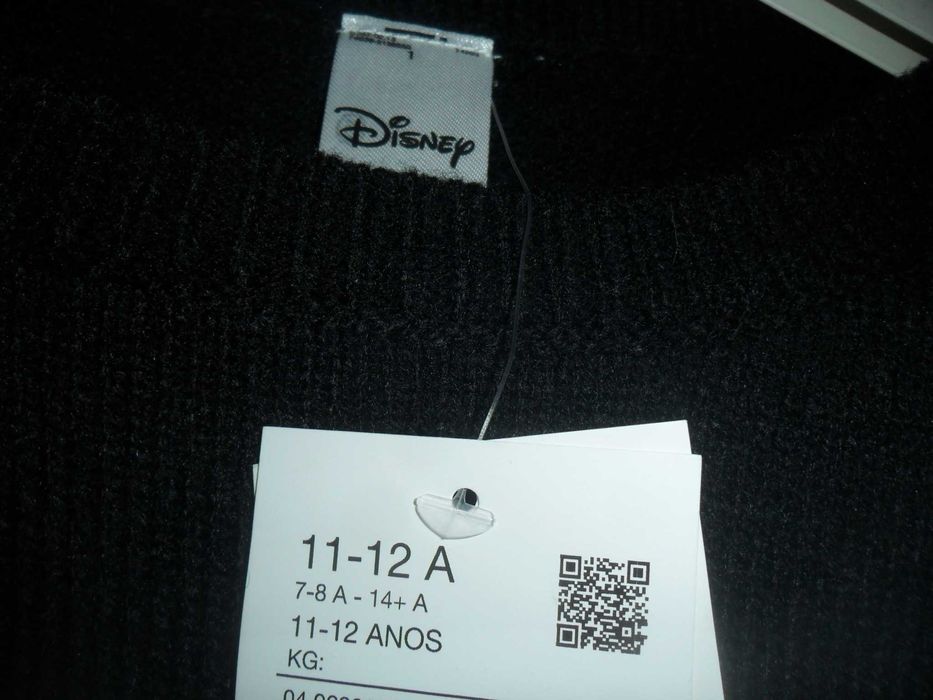 Disney
11-12 A
7-8 A - 14+ A
11-12 ANOS
KG: